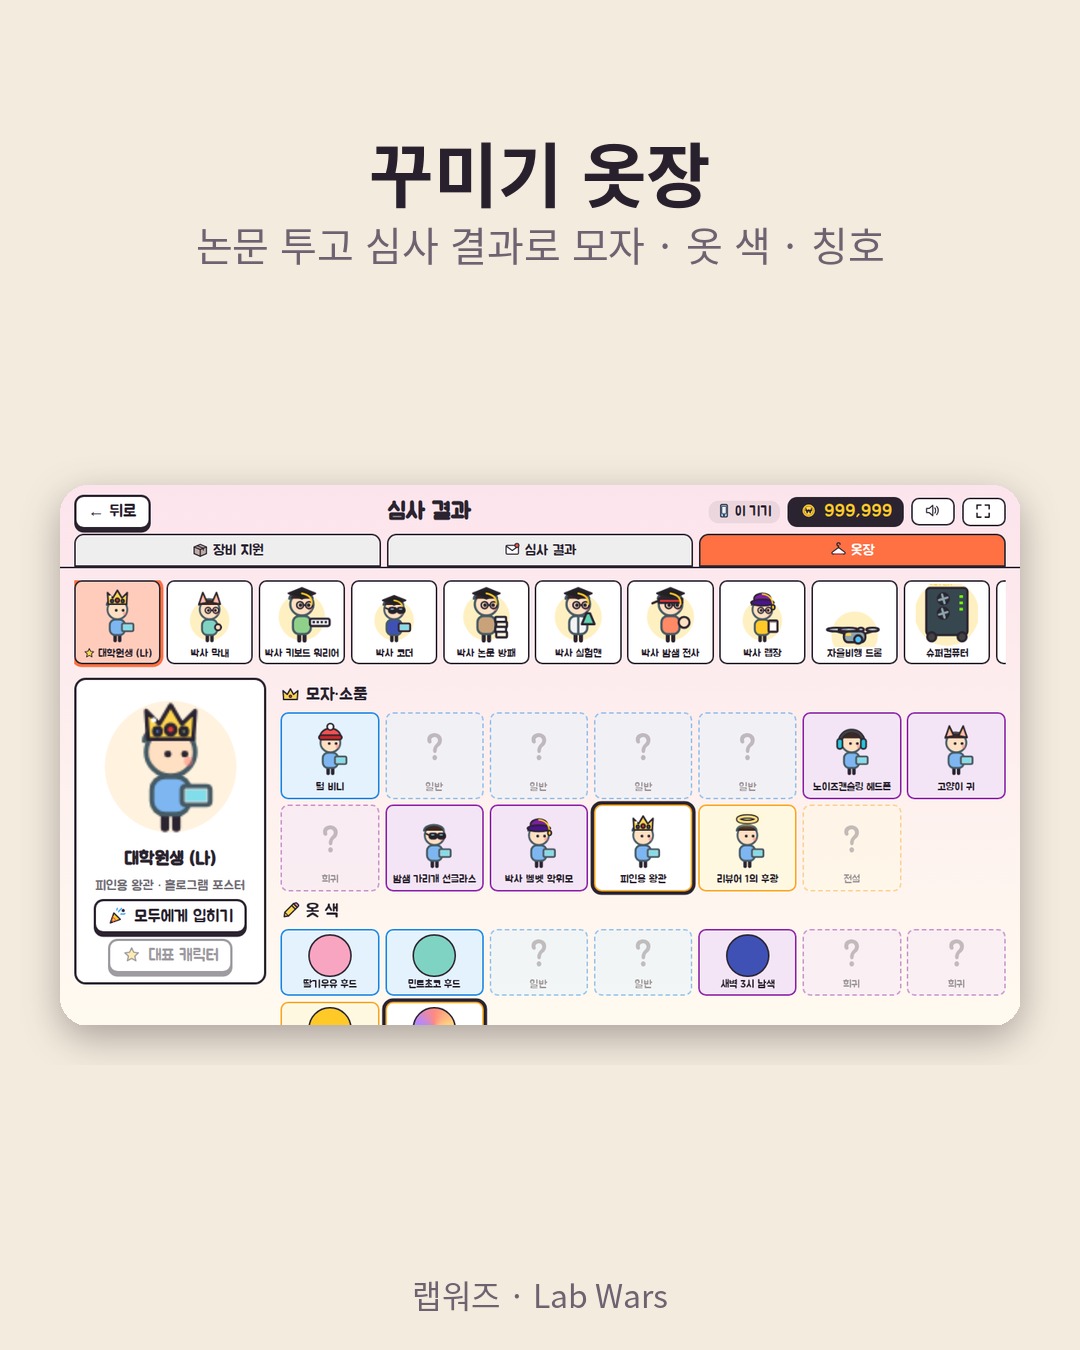 꾸미기 옷장
논문 투고 심사 결과로 모자 · 옷 색 · 칭호
← 뒤로
심사 결과
이 기기
999,999
장비 지원
심사 결과
옷장
대학원생 (나)
박사 막내
박사 키보드 워리어
박사 코더
박사 논문 방패
박사 실험맨
박사 밤샘 전사
박사 랩장
자율비행 드론
슈퍼컴퓨터
대학원생 (나)
피인용 왕관 · 홀로그램 포스터
모두에게 입히기
대표 캐릭터
모자·소품
털 비니
?
일반
?
일반
?
일반
?
일반
노이즈캔슬링 헤드폰
고양이 귀
?
희귀
밤샘 가리개 선글라스
박사 벨벳 학위모
피인용 왕관
리뷰어 1의 후광
?
전설
옷 색
딸기우유 후드
민트초코 후드
?
일반
?
일반
새벽 3시 남색
?
희귀
?
희귀
랩워즈 · Lab Wars